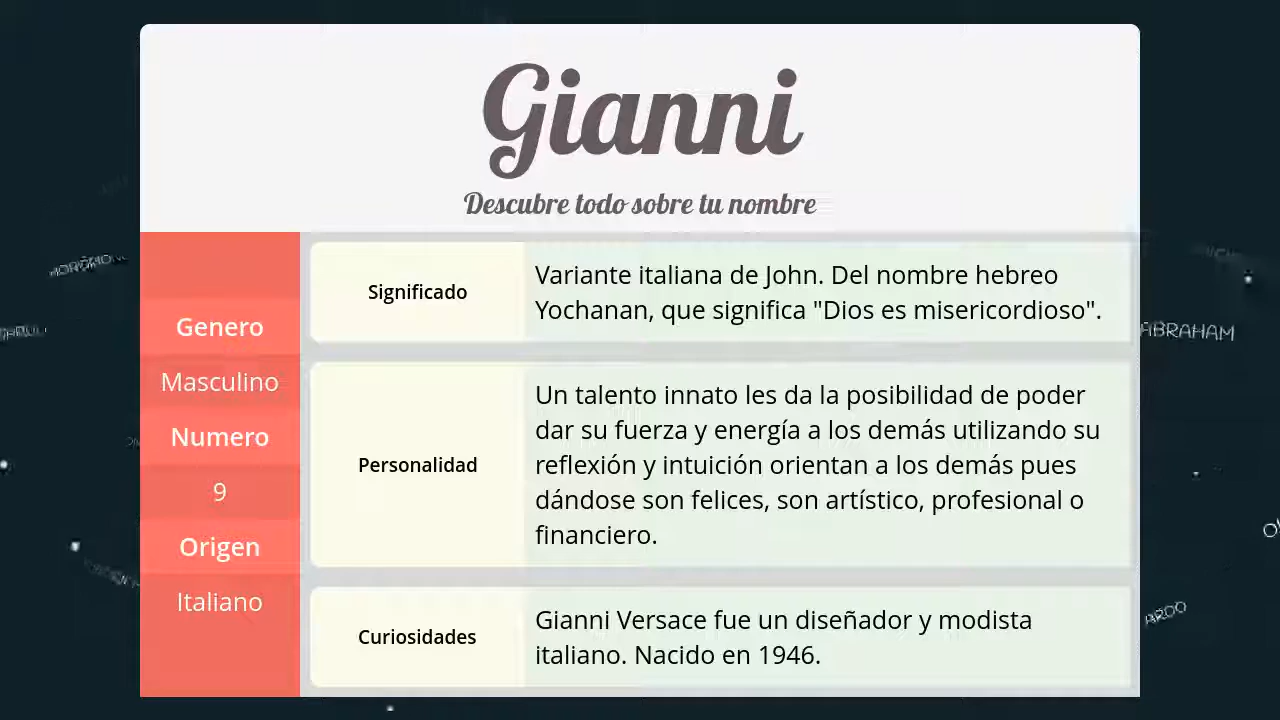 Gianni
Descubre todo sobre tu nombre
Genero
Masculino
Numero
9
Origen
Italiano
Significado
Variante italiana de John. Del nombre hebreo
Yochanan, que significa "Dios es misericordioso".
Personalidad
Un talento innato les da la posibilidad de poder
dar su fuerza y energía a los demás utilizando su
reflexión y intuición orientan a los demás pues
dándose son felices, son artístico, profesional o
financiero.
Curiosidades
Gianni Versace fue un diseñador y modista
italiano. Nacido en 1946.
ABRAHAM